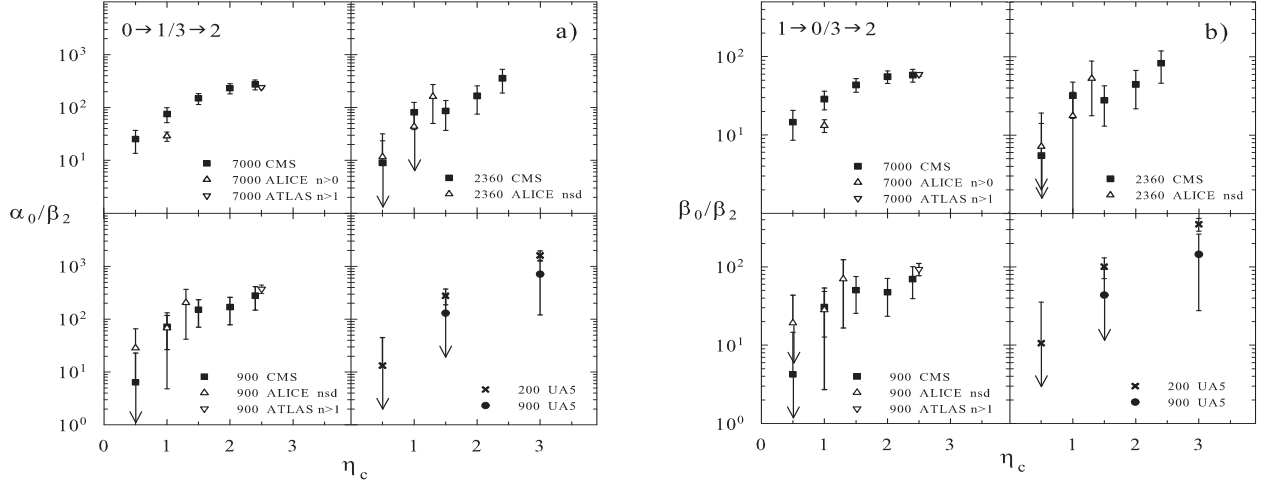 0→1/3→2
a)
10³
10²
10¹
7000 CMS
7000 ALICE n>0
7000 ATLAS n>1
2360 CMS
2360 ALICE nsd
α₀/β₂
10³
10²
10¹
10⁰
900 CMS
900 ALICE nsd
900 ATLAS n>1
200 UA5
900 UA5
0 1 2 3 1 2 3
η_c
1→0/3→2
b)
10²
10¹
7000 CMS
7000 ALICE n>0
7000 ATLAS n>1
2360 CMS
2360 ALICE nsd
β₀/β₂
10²
10¹
10⁰
900 CMS
900 ALICE nsd
900 ATLAS n>1
200 UA5
900 UA5
0 1 2 3 1 2 3
η_c